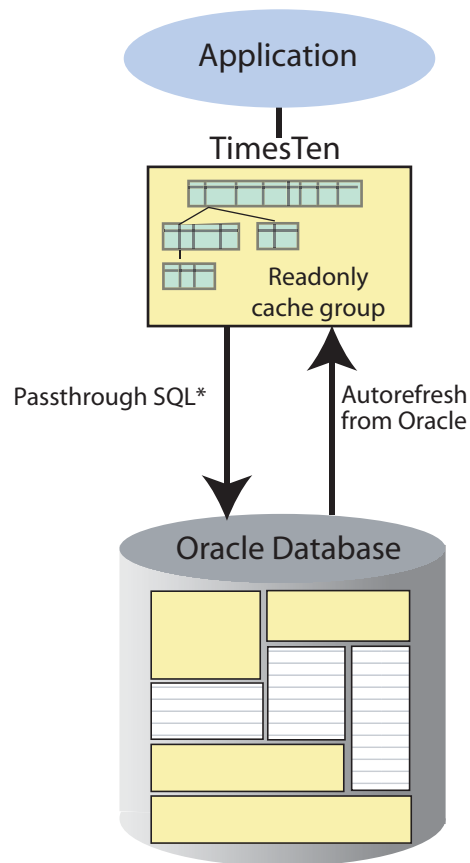 Application
TimesTen
Readonly
cache group
Passthrough SQL*
Autorefresh
from Oracle
Oracle Database